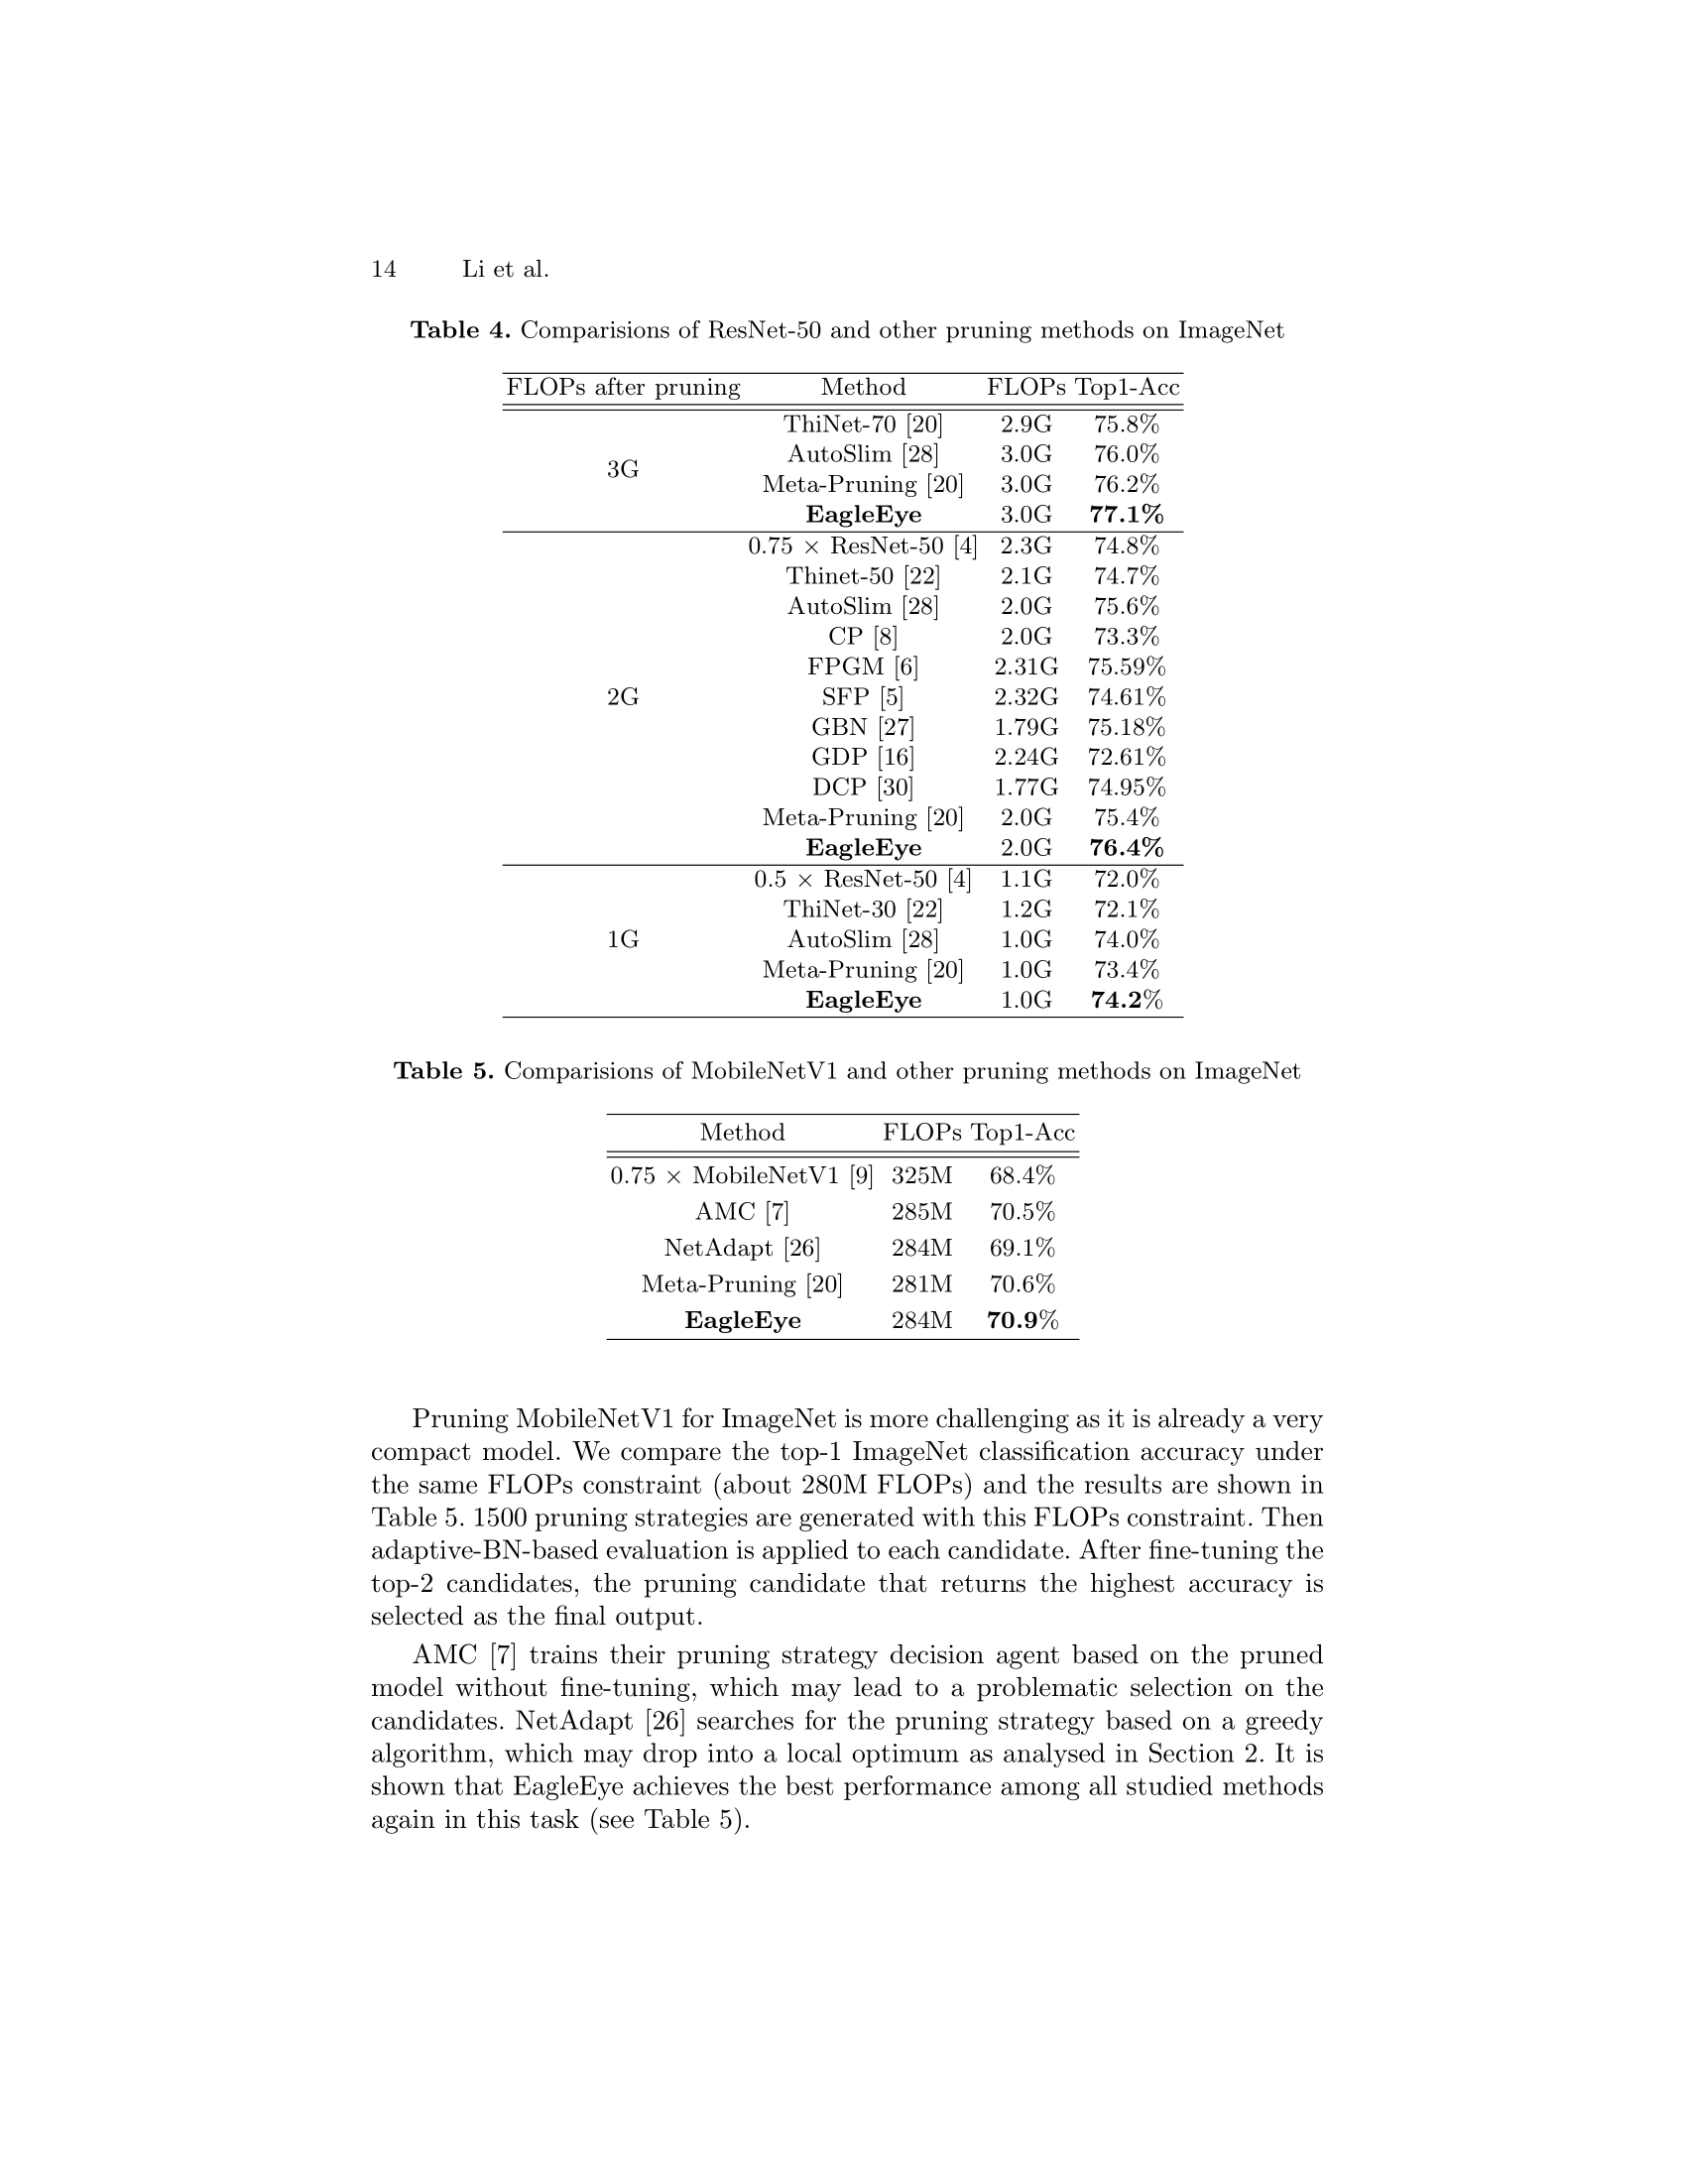 14 Li et al.
Table 4. Comparisions of ResNet-50 and other pruning methods on ImageNet
FLOPs after pruning Method FLOPs Top1-Acc
3G
ThiNet-70 [20] 2.9G 75.8%
AutoSlim [28] 3.0G 76.0%
Meta-Pruning [20] 3.0G 76.2%
EagleEye 3.0G 77.1%
2G
0.75 × ResNet-50 [4] 2.3G 74.8%
Thinet-50 [22] 2.1G 74.7%
AutoSlim [28] 2.0G 75.6%
CP [8] 2.0G 73.3%
FPGM [6] 2.31G 75.59%
SFP [5] 2.32G 74.61%
GBN [27] 1.79G 75.18%
GDP [16] 2.24G 72.61%
DCP [30] 1.77G 74.95%
Meta-Pruning [20] 2.0G 75.4%
EagleEye 2.0G 76.4%
1G
0.5 × ResNet-50 [4] 1.1G 72.0%
ThiNet-30 [22] 1.2G 72.1%
AutoSlim [28] 1.0G 74.0%
Meta-Pruning [20] 1.0G 73.4%
EagleEye 1.0G 74.2%
Table 5. Comparisions of MobileNetV1 and other pruning methods on ImageNet
Method FLOPs Top1-Acc
0.75 × MobileNetV1 [9] 325M 68.4%
AMC [7] 285M 70.5%
NetAdapt [26] 284M 69.1%
Meta-Pruning [20] 281M 70.6%
EagleEye 284M 70.9%
Pruning MobileNetV1 for ImageNet is more challenging as it is already a very
compact model. We compare the top-1 ImageNet classification accuracy under
the same FLOPs constraint (about 280M FLOPs) and the results are shown in
Table 5. 1500 pruning strategies are generated with this FLOPs constraint. Then
adaptive-BN-based evaluation is applied to each candidate. After fine-tuning the
top-2 candidates, the pruning candidate that returns the highest accuracy is
selected as the final output.
AMC [7] trains their pruning strategy decision agent based on the pruned
model without fine-tuning, which may lead to a problematic selection on the
candidates. NetAdapt [26] searches for the pruning strategy based on a greedy
algorithm, which may drop into a local optimum as analysed in Section 2. It is
shown that EagleEye achieves the best performance among all studied methods
again in this task (see Table 5).